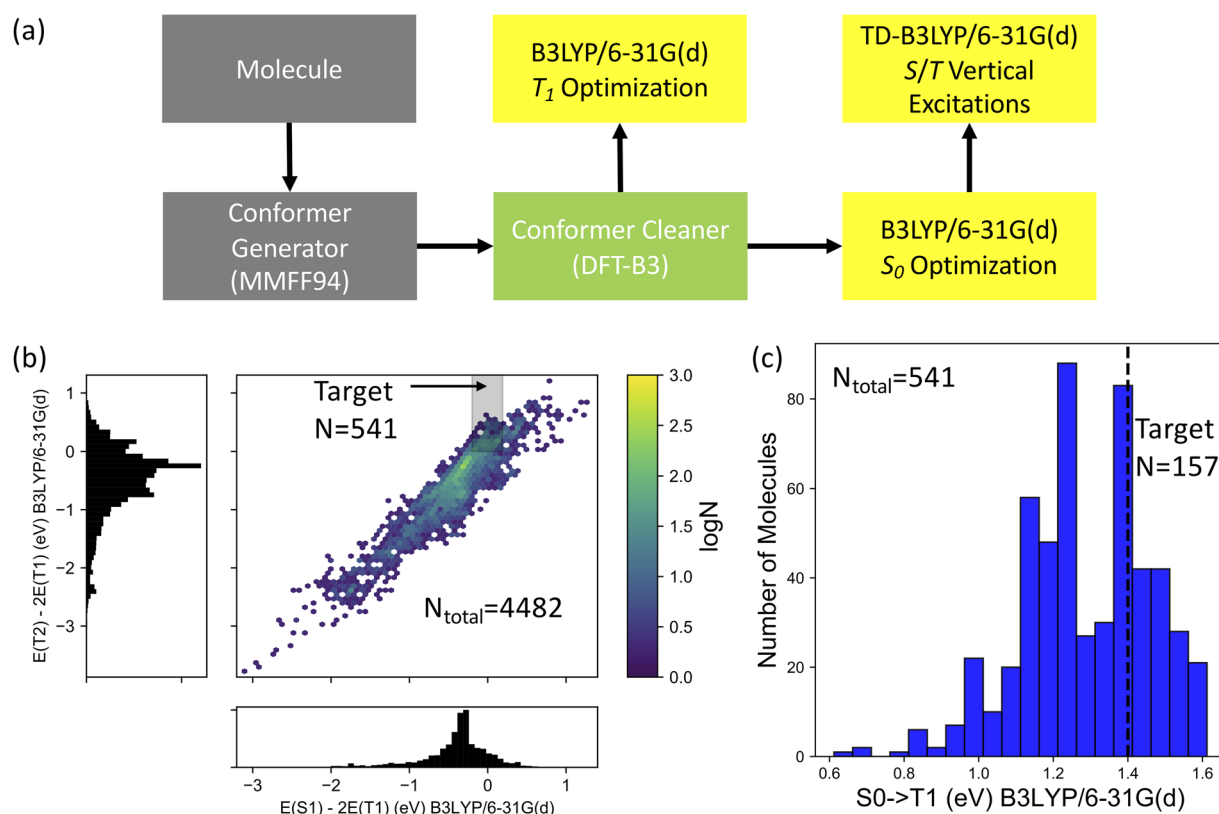 (a)
Molecule
B3LYP/6-31G(d)
T1 Optimization
TD-B3LYP/6-31G(d)
S/T Vertical
Excitations
Conformer
Generator
(MMFF94)
Conformer Cleaner
(DFT-B3)
B3LYP/6-31G(d)
S0 Optimization
(b)
E(T2) - 2E(T1) (eV) B3LYP/6-31G(d)
1
0
−1
−2
−3
Target
N=541
Ntotal=4482
3.0
2.5
2.0
1.5
1.0
0.5
0.0
logN
−3
−2
−1
0
1
E(S1) - 2E(T1) (eV) B3LYP/6-31G(d)
(c)
Ntotal=541
Target
N=157
Number of Molecules
80
60
40
20
0
0.6
0.8
1.0
1.2
1.4
1.6
S0->T1 (eV) B3LYP/6-31G(d)